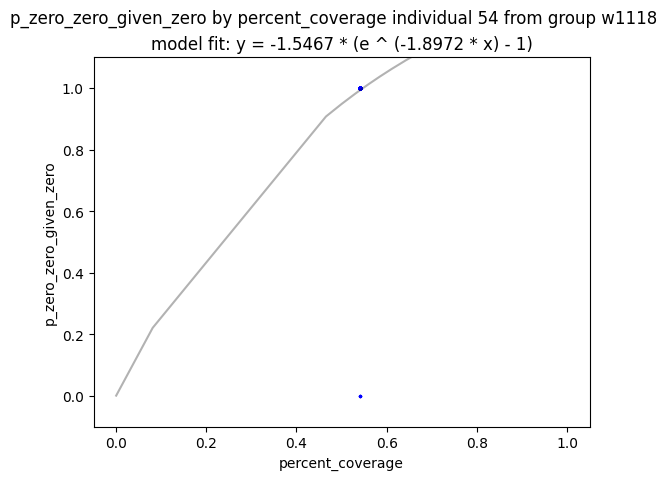 p_zero_zero_given_zero by percent_coverage individual 54 from group w1118
model fit: y = -1.5467 * (e ^ (-1.8972 * x) - 1)
1.0
0.8
0.6
0.4
0.2
0.0
p_zero_zero_given_zero
0.0 0.2 0.4 0.6 0.8 1.0
percent_coverage